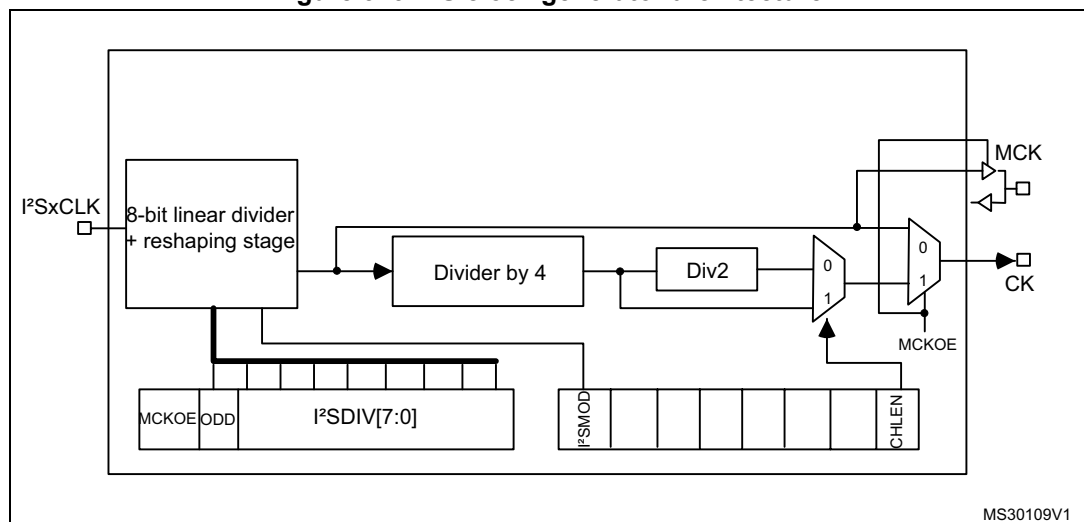 MCK
I²SxCLK
8-bit linear divider
+ reshaping stage
0
Divider by 4
Div2
0
1
1
CK
MCKOE
MCKOE
ODD
I²SDIV[7:0]
I²SMOD
CHLEN
MS30109V1